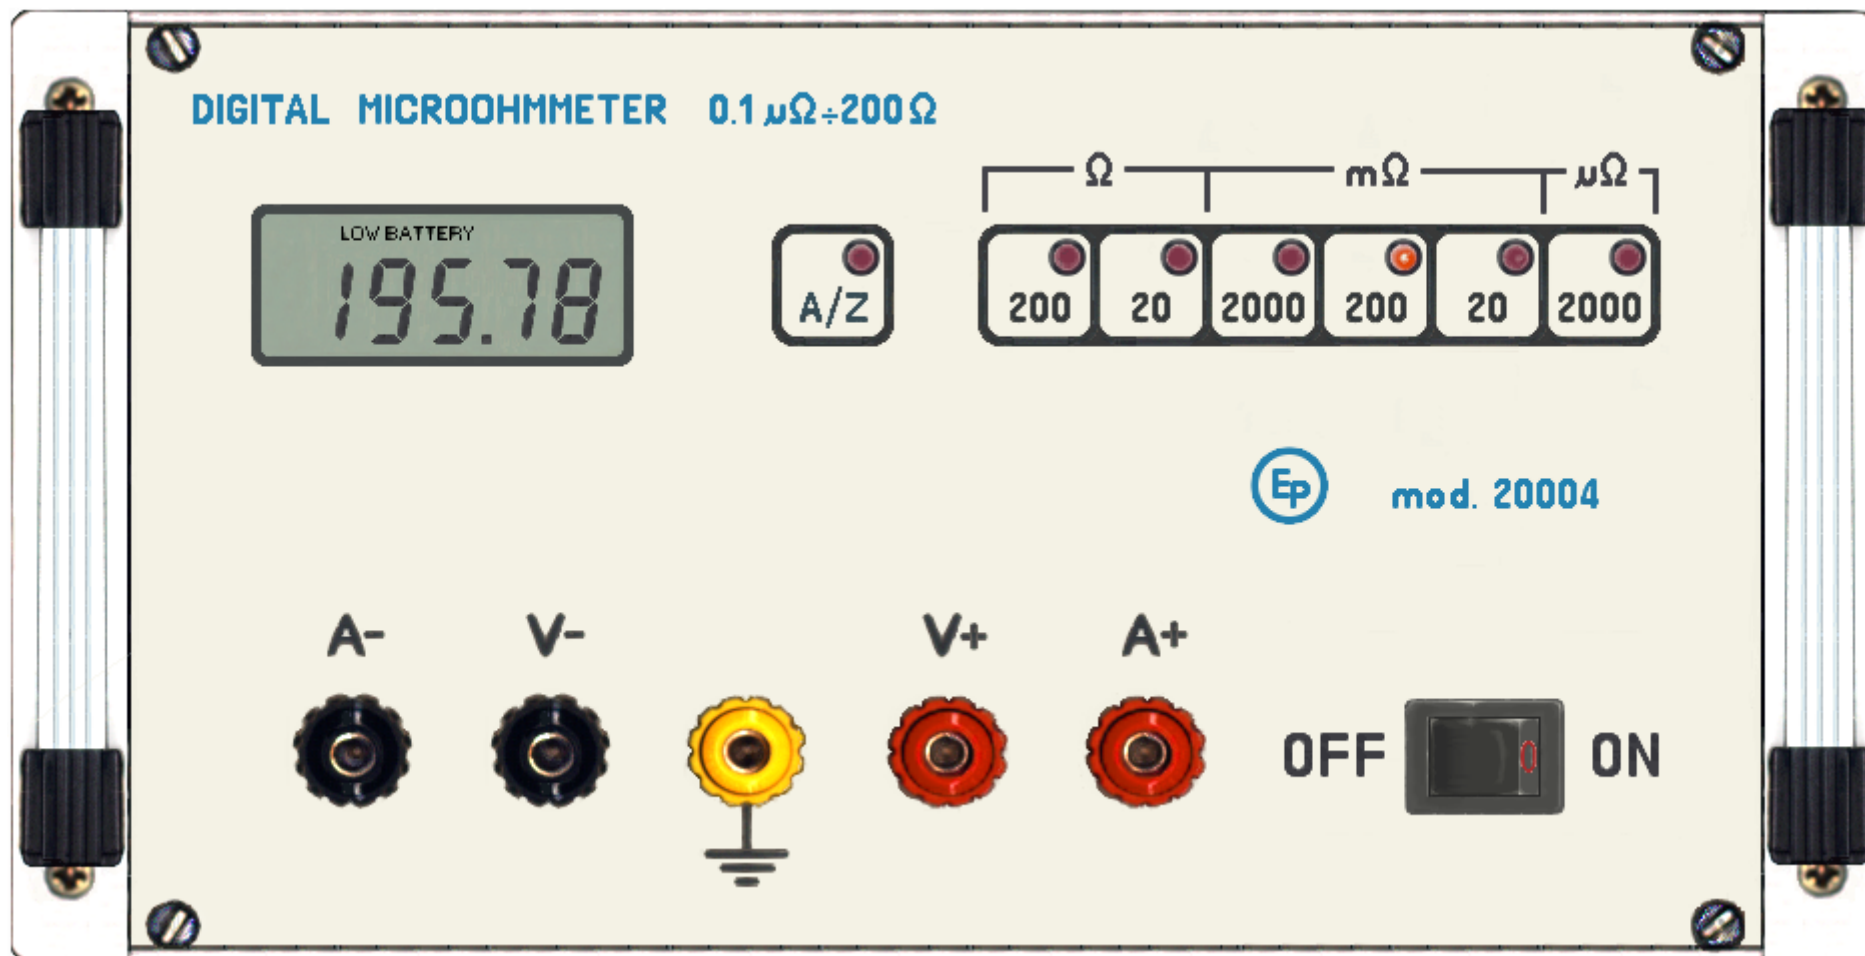 DIGITAL MICROOHMMETER 0.1 μΩ÷200 Ω
Ω mΩ μΩ
LOW BATTERY
195.78
A/Z
200 20 2000 200 20 2000
Ep
mod. 20004
A- V- V+ A+
OFF 0 ON